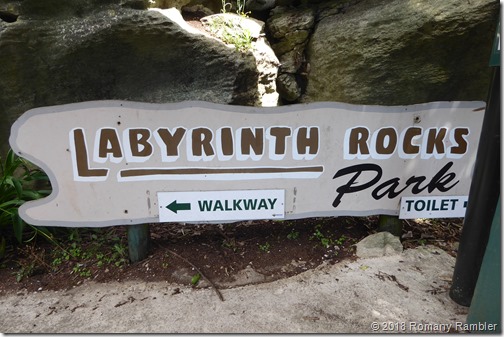 LABYRINTH ROCKS
Park
WALKWAY
TOILET
© 2018 Romany Rambler